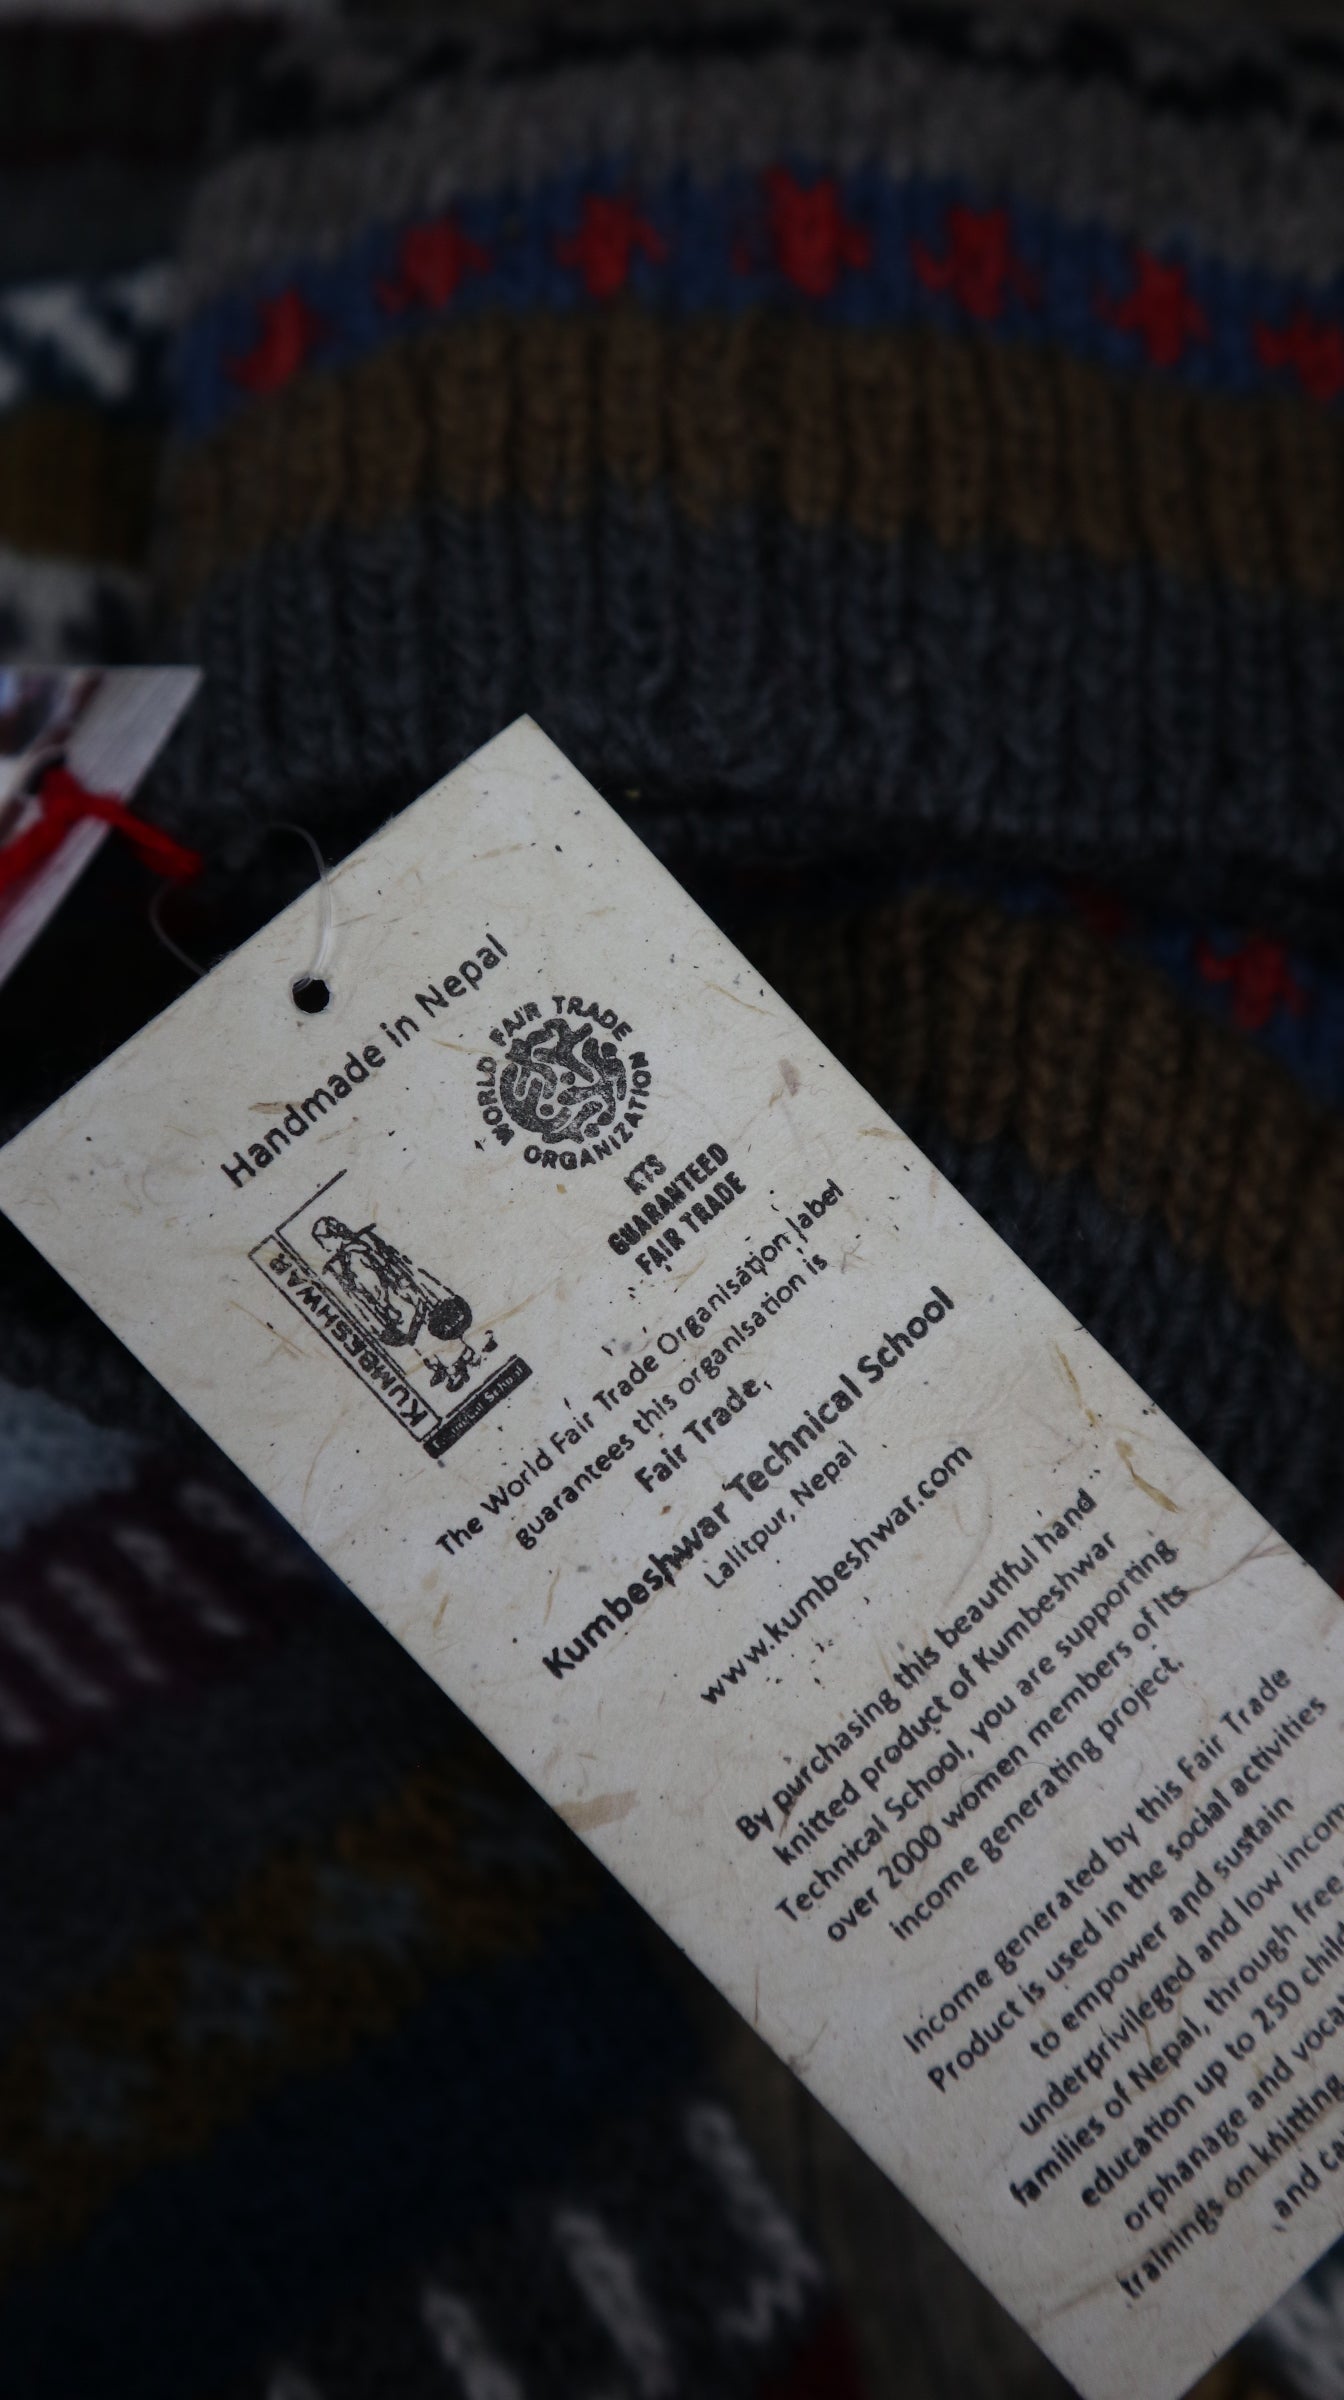 Handmade in Nepal
WORLD FAIR TRADE
ORGANIZATION
KTS
GUARANTEED
FAIR TRADE
KUMBESHWAR
Technical School
The World Fair Trade Organisation label
guarantees this organisation is
Fair Trade,
Kumbeshwar Technical School
Lalitpur, Nepal
www.kumbeshwar.com
By purchasing this beautiful hand
knitted product of Kumbeshwar
Technical School, you are supporting
over 2000 women members of its
income generating project.
Income generated by this Fair Trade
Product is used in the social activities
to empower and sustain
underprivileged and low
families of Nepal, through free
education up to 250
orphanage and
trainings on knitting
and